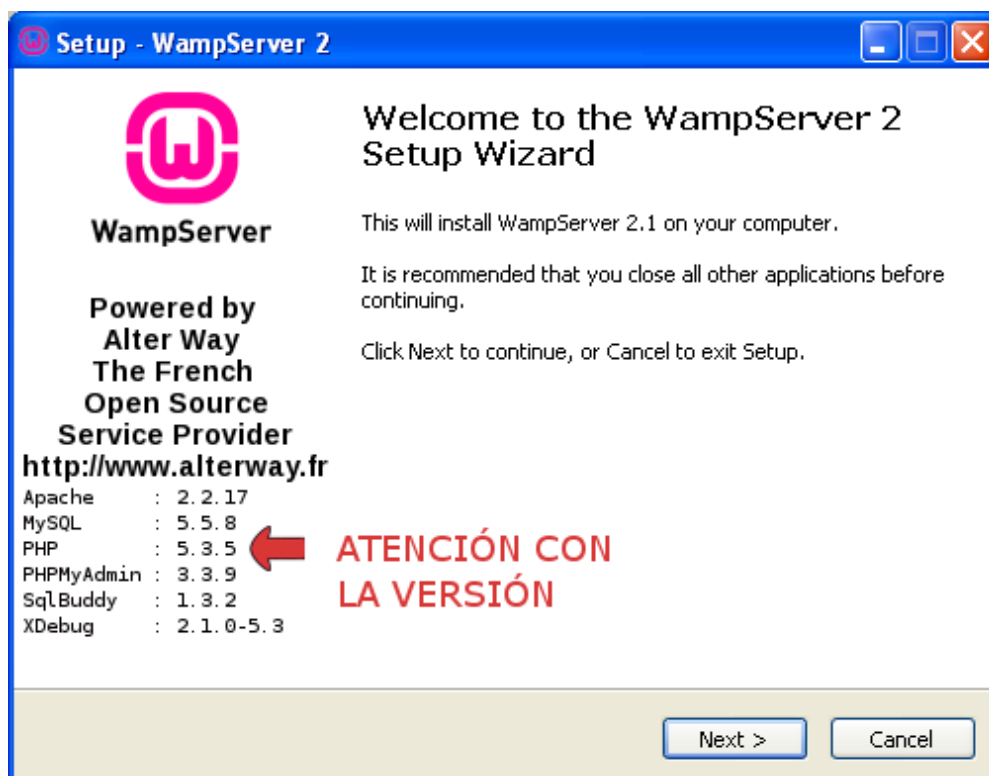 Setup - WampServer 2
Welcome to the WampServer 2
Setup Wizard
This will install WampServer 2.1 on your computer.
It is recommended that you close all other applications before
continuing.
Click Next to continue, or Cancel to exit Setup.
WampServer
Powered by
Alter Way
The French
Open Source
Service Provider
http://www.alterway.fr
Apache : 2.2.17
MySQL : 5.5.8
PHP : 5.3.5
PHPMyAdmin : 3.3.9
SqlBuddy : 1.3.2
XDebug : 2.1.0-5.3
ATENCIÓN CON
LA VERSIÓN
Next >
Cancel